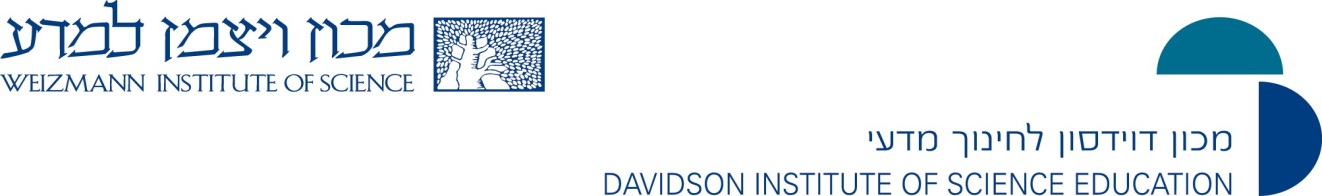 מכון ויצמן למדע
WEIZMANN INSTITUTE OF SCIENCE
מכון דוידסון לחינוך מדעי
DAVIDSON INSTITUTE OF SCIENCE EDUCATION